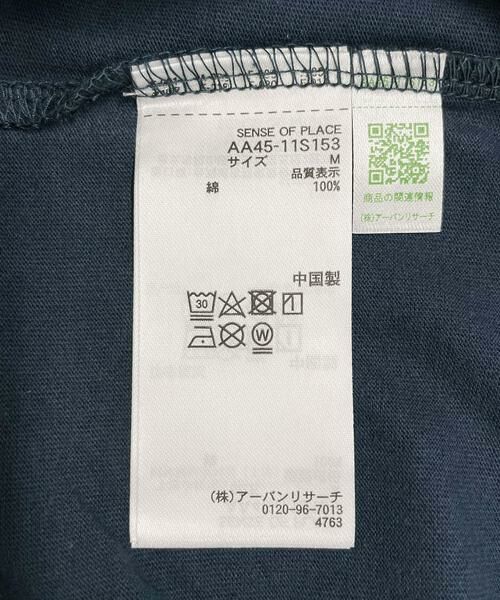 SENSE OF PLACE
AA45-11S153
サイズ M
品質表示
綿 100%
中国製
30
W
(株)アーバンリサーチ
0120-96-7013
4763
商品の関連情報
(株)アーバンリサーチ